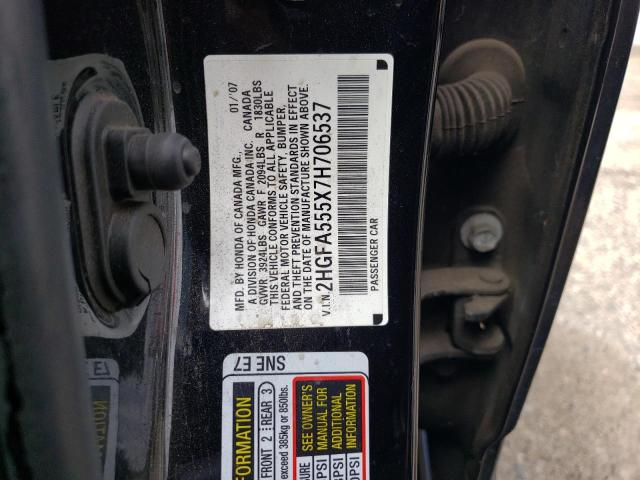 MFD. BY HONDA OF CANADA MFG., 01/07
A DIVISION OF HONDA CANADA INC. CANADA
GVWR 3924LBS GAWR F 2094LBS R 1830LBS
THIS VEHICLE CONFORMS TO ALL APPLICABLE
FEDERAL MOTOR VEHICLE SAFETY, BUMPER,
AND THEFT PREVENTION STANDARDS IN EFFECT
ON THE DATE OF MANUFACTURE SHOWN ABOVE.
V.I.N. 2HGFA555X7H706537
PASSENGER CAR
SNE E7
FRONT 2 REAR 3
exceed 385kg or 850lbs.
SEE OWNER'S
MANUAL FOR
ADDITIONAL
INFORMATION